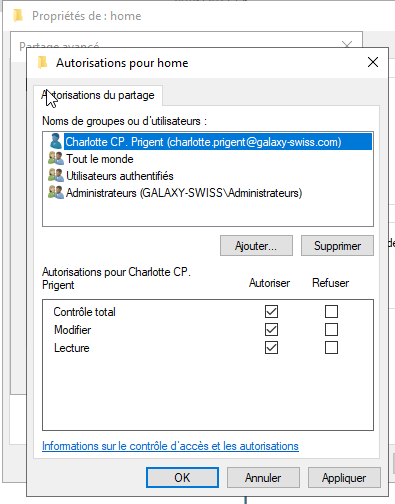 Propriétés de : home
Partage avancé
Autorisations pour home
Autorisations du partage
Noms de groupes ou d'utilisateurs :
Charlotte CP. Prigent (charlotte.prigent@galaxy-swiss.com)
Tout le monde
Utilisateurs authentifiés
Administrateurs (GALAXY-SWISS\Administrateurs)
Ajouter...
Supprimer
Autorisations pour Charlotte CP. Prigent
Autoriser
Refuser
Contrôle total
Modifier
Lecture
Informations sur le contrôle d'accès et les autorisations
OK
Annuler
Appliquer